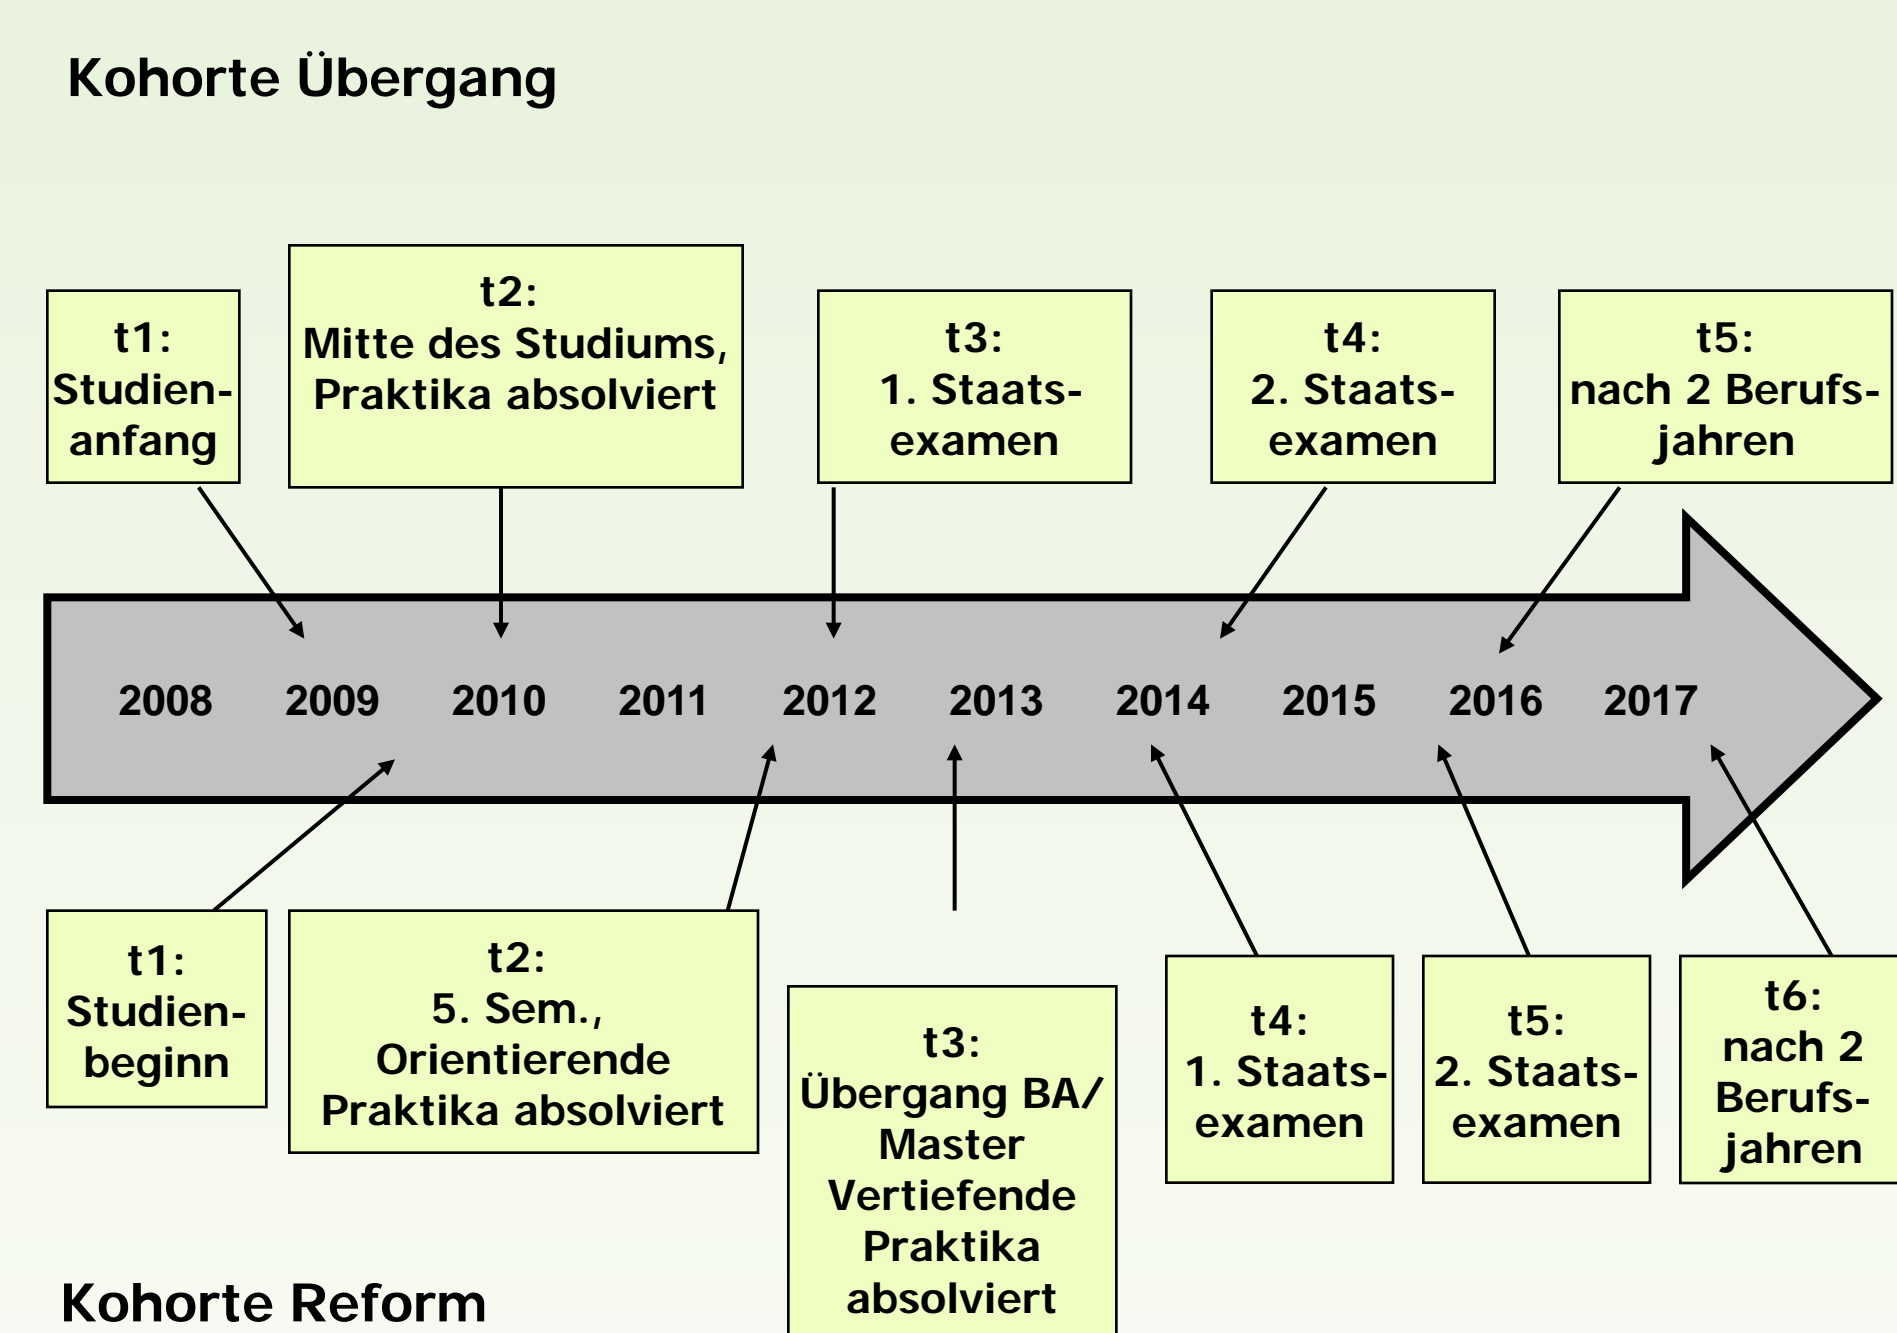 Kohorte Übergang
t1:
Studien-
anfang
t2:
Mitte des Studiums,
Praktika absolviert
t3:
1. Staats-
examen
t4:
2. Staats-
examen
t5:
nach 2 Berufs-
jahren
2008 2009 2010 2011 2012 2013 2014 2015 2016 2017
t1:
Studien-
beginn
t2:
5. Sem.,
Orientierende
Praktika absolviert
t3:
Übergang BA/
Master
Vertiefende
Praktika
absolviert
t4:
1. Staats-
examen
t5:
2. Staats-
examen
t6:
nach 2
Berufs-
jahren
Kohorte Reform